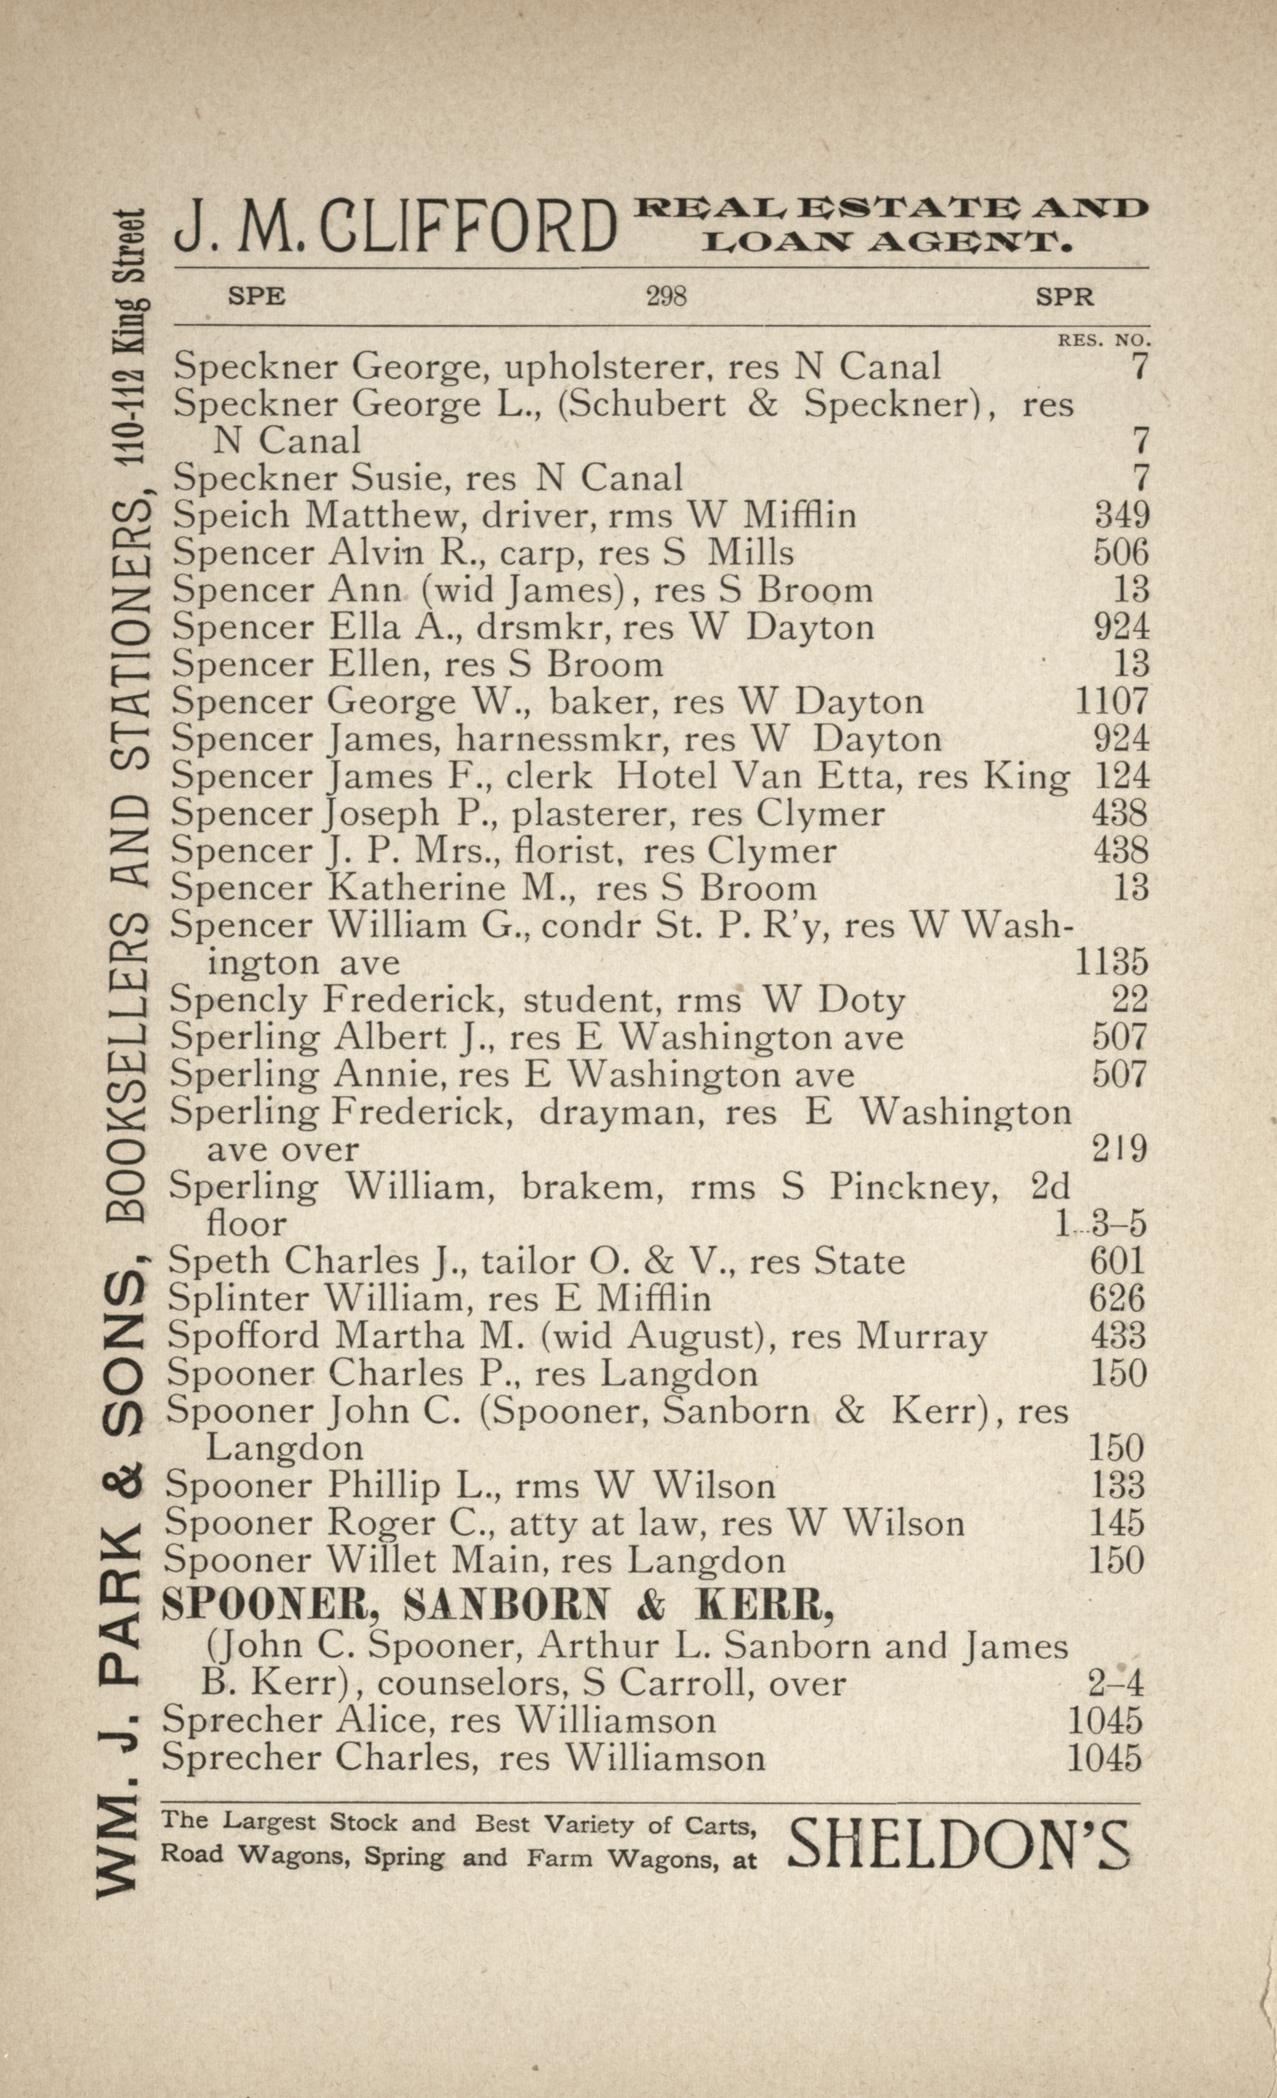 J. M. CLIFFORD REAL ESTATE AND
LOAN AGENT.
SPE 298 SPR
RES. NO.
Speckner George, upholsterer, res N Canal 7
Speckner George L., (Schubert & Speckner), res
N Canal 7
Speckner Susie, res N Canal 7
Speich Matthew, driver, rms W Mifflin 349
Spencer Alvin R., carp, res S Mills 506
Spencer Ann (wid James), res S Broom 13
Spencer Ella A., drsmkr, res W Dayton 924
Spencer Ellen, res S Broom 13
Spencer George W., baker, res W Dayton 1107
Spencer James, harnessmkr, res W Dayton 924
Spencer James F., clerk Hotel Van Etta, res King 124
Spencer Joseph P., plasterer, res Clymer 438
Spencer J. P. Mrs., florist, res Clymer 438
Spencer Katherine M., res S Broom 13
Spencer William G., condr St. P. R'y, res W Wash-
ington ave 1135
Spencly Frederick, student, rms W Doty 22
Sperling Albert J., res E Washington ave 507
Sperling Annie, res E Washington ave 507
Sperling Frederick, drayman, res E Washington
ave over 219
Sperling William, brakem, rms S Pinckney, 2d
floor 1-3-5
Speth Charles J., tailor O. & V., res State 601
Splinter William, res E Mifflin 626
Spofford Martha M. (wid August), res Murray 433
Spooner Charles P., res Langdon 150
Spooner John C. (Spooner, Sanborn & Kerr), res
Langdon 150
Spooner Phillip L., rms W Wilson 133
Spooner Roger C., atty at law, res W Wilson 145
Spooner Willet Main, res Langdon 150
SPOONER, SANBORN & KERR,
(John C. Spooner, Arthur L. Sanborn and James
B. Kerr), counselors, S Carroll, over 2-4
Sprecher Alice, res Williamson 1045
Sprecher Charles, res Williamson 1045
The Largest Stock and Best Variety of Carts,
Road Wagons, Spring and Farm Wagons, at SHELDON'S
WM. J. PARK & SONS, BOOKSELLERS AND STATIONERS, 110-112 King Street